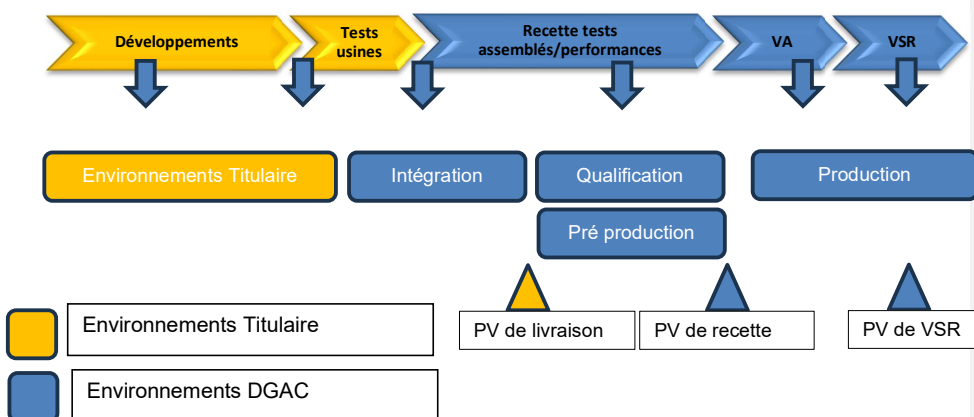 Développements
Tests
usines
Recette tests
assemblés/performances
VA
VSR
Environnements Titulaire
Intégration
Qualification
Production
Pré production
PV de livraison
PV de recette
PV de VSR
Environnements Titulaire
Environnements DGAC